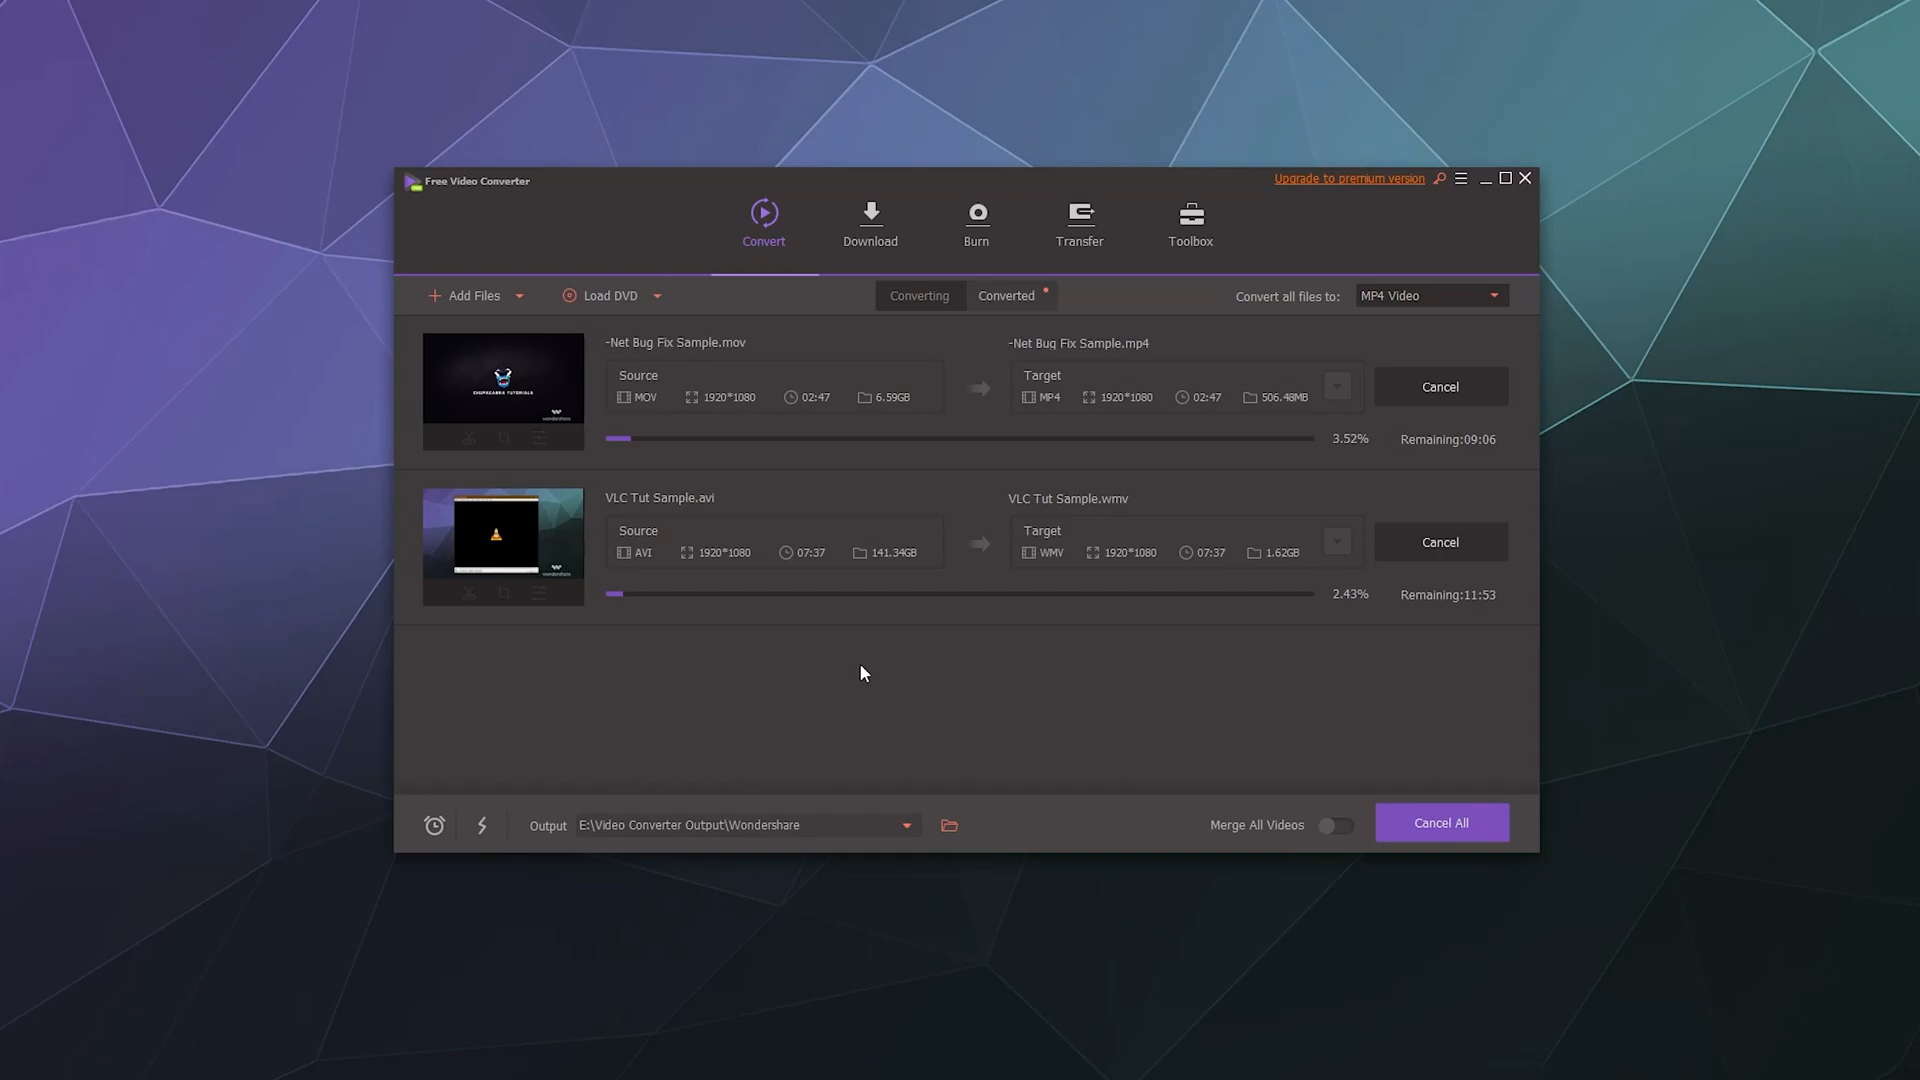 Free Video Converter
Upgrade to premium version
Convert
Download
Burn
Transfer
Toolbox
Add Files
Load DVD
Converting
Converted
Convert all files to:
MP4 Video
CHUPACABRA TUTORIALS
wondershare
-Net Bug Fix Sample.mov
Source
MOV 1920*1080 02:47 6.59GB
-Net Bug Fix Sample.mp4
Target
MP4 1920*1080 02:47 506.48MB
Cancel
3.52%
Remaining:09:06
wondershare
VLC Tut Sample.avi
Source
AVI 1920*1080 07:37 141.34GB
VLC Tut Sample.wmv
Target
WMV 1920*1080 07:37 1.62GB
Cancel
2.43%
Remaining:11:53
Output E:\Video Converter Output\Wondershare
Merge All Videos
Cancel All